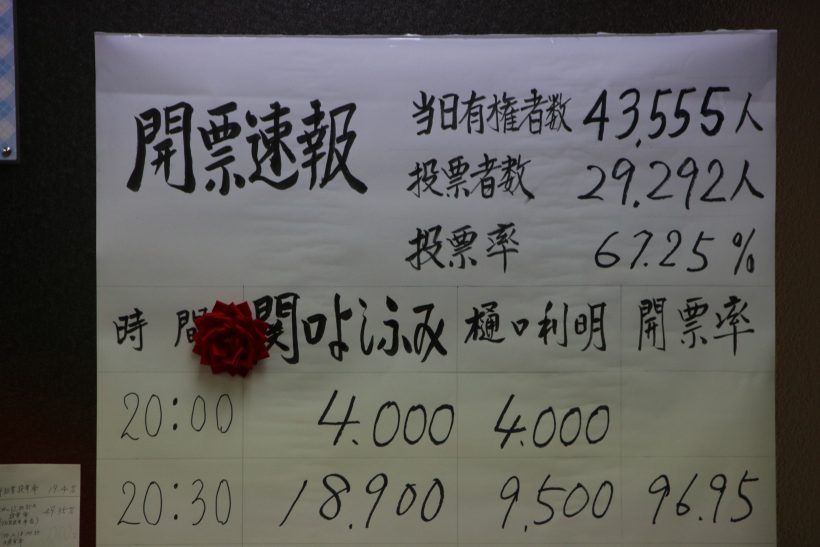 開票速報
当日有権者数 43,555人
投票者数 29,292人
投票率 67.25%
時間 関口よしみ 樋口利明 開票率
20:00 4.000 4.000
20:30 18,900 9,500 96.95